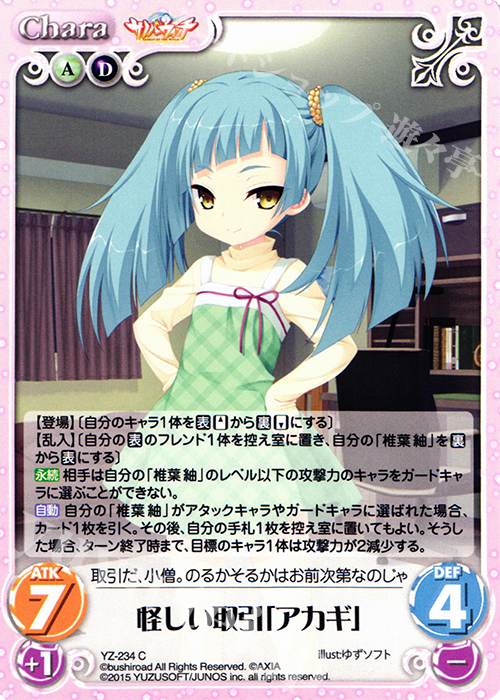 Chara
サノバウィッチ
A D
【登場】〔自分のキャラ1体を表から裏にする〕
【乱入】〔自分の表のフレンド1体を控え室に置き、自分の「椎葉 紬」を裏
から表にする〕
永続 相手は自分の「椎葉 紬」のレベル以下の攻撃力のキャラをガードキャ
ラに選ぶことができない。
自動 自分の「椎葉 紬」がアタックキャラやガードキャラに選ばれた場合、
カード1枚を引く。その後、自分の手札1枚を控え室に置いてもよい。そうし
た場合、ターン終了時まで、目標のキャラ1体は攻撃力が2減少する。
取引だ、小僧。のるかそるかはお前次第なのじゃ
ATK
7
DEF
4
怪しい取引「アカギ」
+1
−
YZ-234 C
illust:ゆずソフト
©bushiroad All Rights Reserved. ©AXIA
©2015 YUZUSOFT/JUNOS inc. All rights reserved.
遊々亭